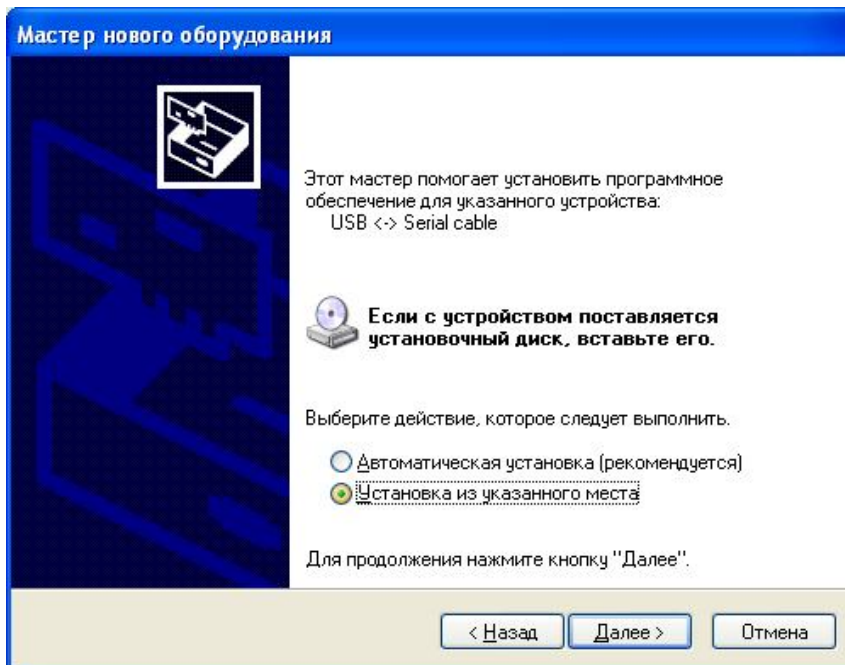 Мастер нового оборудования
Этот мастер помогает установить программное
обеспечение для указанного устройства:
USB <-> Serial cable
Если с устройством поставляется
установочный диск, вставьте его.
Выберите действие, которое следует выполнить.
Автоматическая установка (рекомендуется)
Установка из указанного места
Для продолжения нажмите кнопку "Далее".
< Назад Далее > Отмена